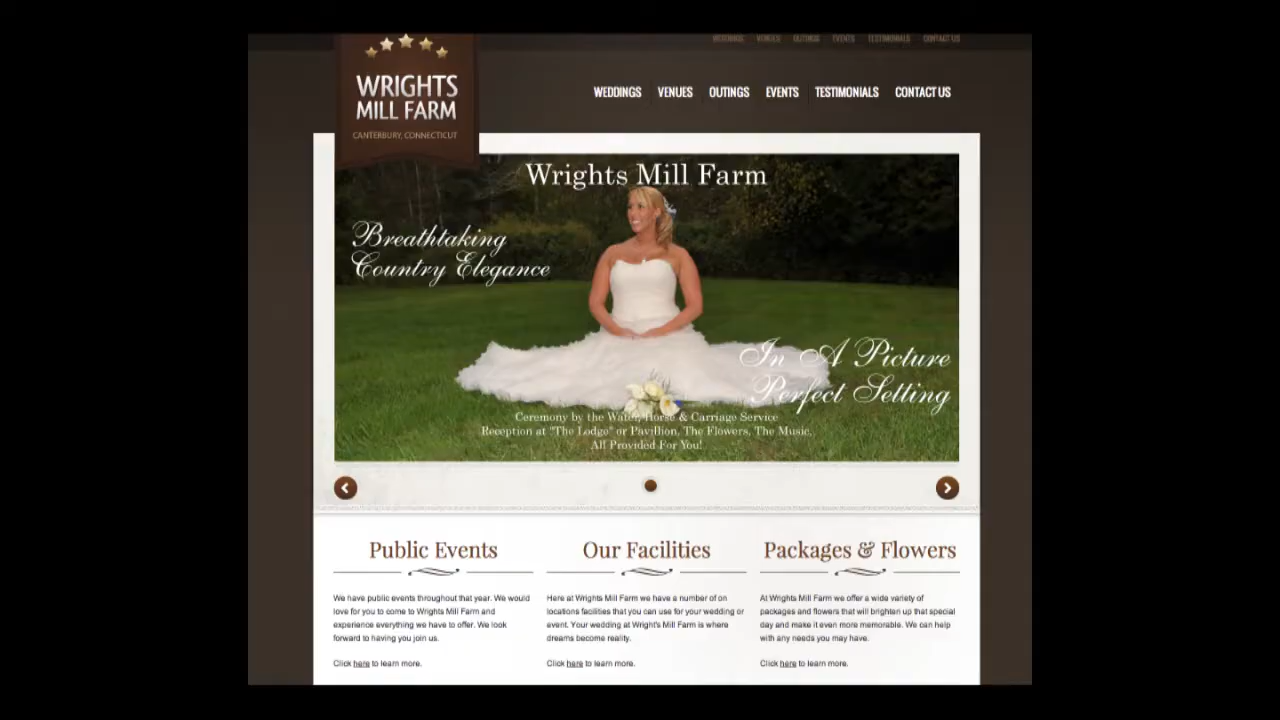 WEDDINGS VENUES OUTINGS EVENTS TESTIMONIALS CONTACT US
WRIGHTS
MILL FARM
CANTERBURY, CONNECTICUT
WEDDINGS VENUES OUTINGS EVENTS TESTIMONIALS CONTACT US
Wrights Mill Farm
Breathtaking
Country Elegance
In A Picture
Perfect Setting
Ceremony by the Water, Horse & Carriage Service
Reception at "The Lodge" or Pavillion, The Flowers, The Music,
All Provided For You!
Public Events
We have public events throughout that year. We would
love for you to come to Wrights Mill Farm and
experience everything we have to offer. We look
forward to having you join us.
Click here to learn more.
Our Facilities
Here at Wrights Mill Farm we have a number of on
locations facilities that you can use for your wedding or
event. Your wedding at Wright's Mill Farm is where
dreams become reality.
Click here to learn more.
Packages & Flowers
At Wrights Mill Farm we offer a wide variety of
packages and flowers that will brighten up that special
day and make it even more memorable. We can help
with any needs you may have.
Click here to learn more.